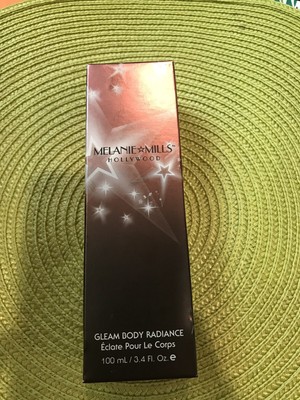 MELANIE☆MILLS
HOLLYWOOD
GLEAM BODY RADIANCE
Éclate Pour Le Corps
100 mL / 3.4 Fl. Oz. e